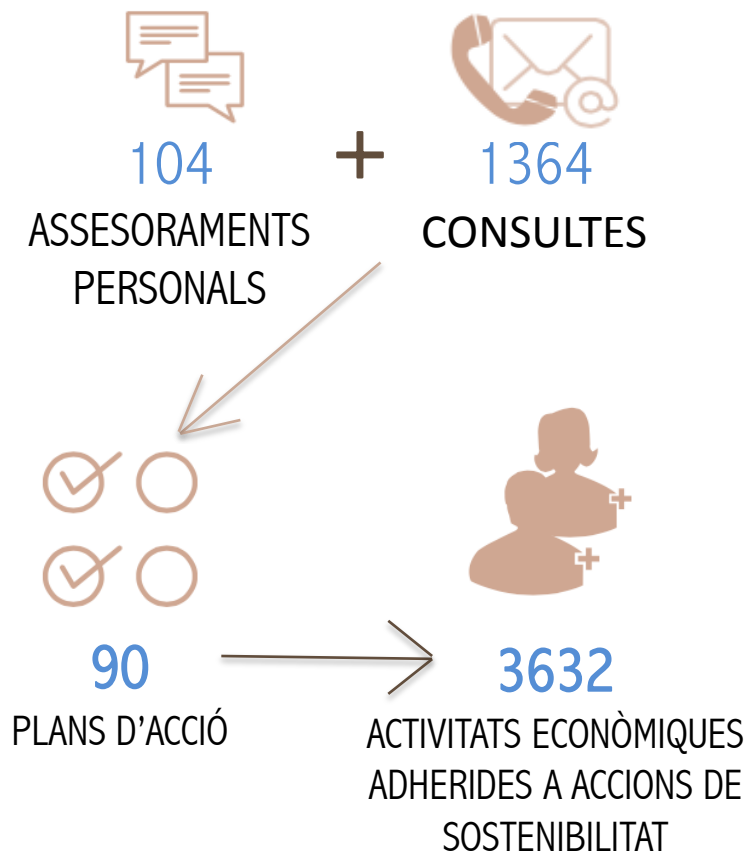 104 + 1364
ASSESORAMENTS
PERSONALS
CONSULTES
90
PLANS D'ACCIÓ
3632
ACTIVITATS ECONÒMIQUES
ADHERIDES A ACCIONS DE
SOSTENIBILITAT